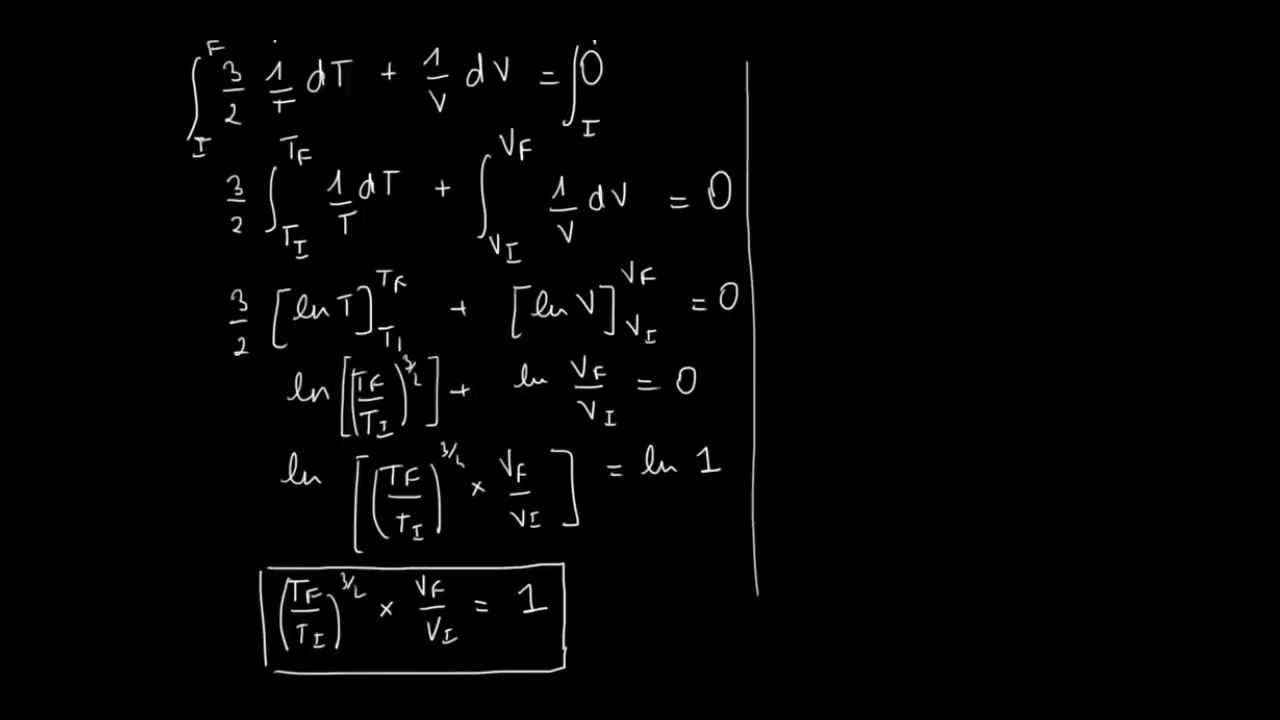 ∫_I^F 3/2 1/T dT + 1/V dV = ∫_I 0
3/2 ∫_{T_I}^{T_F} 1/T dT + ∫_{V_I}^{V_F} 1/V dV = 0
3/2 [ln T]_{T_I}^{T_F} + [ln V]_{V_I}^{V_F} = 0
ln [(T_F/T_I)^{3/2}] + ln V_F/V_I = 0
ln [(T_F/T_I)^{3/2} × V_F/V_I] = ln 1
(T_F/T_I)^{3/2} × V_F/V_I = 1